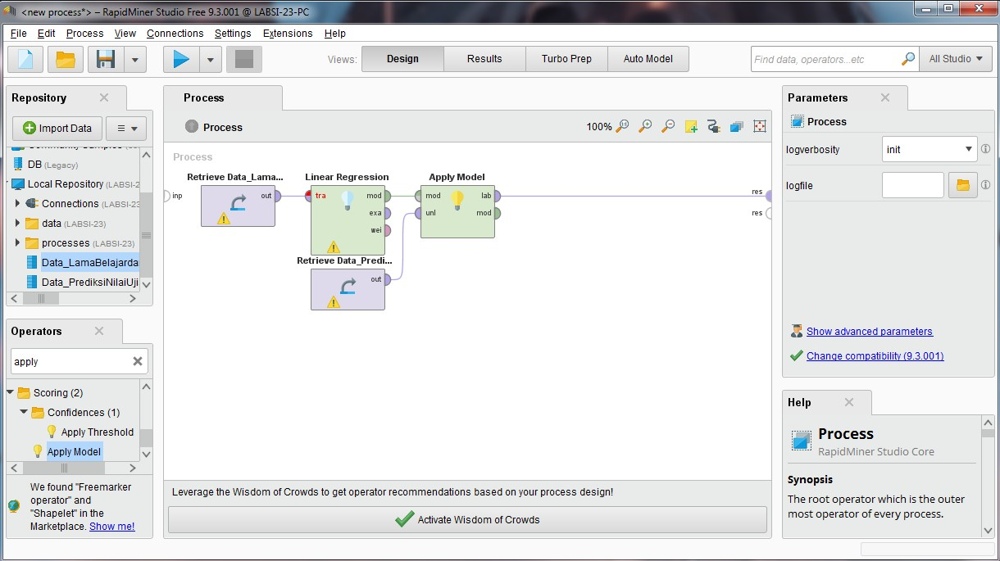 <new process*> – RapidMiner Studio Free 9.3.001 @ LABSI-23-PC
File Edit Process View Connections Settings Extensions Help
Views: Design Results Turbo Prep Auto Model
Find data, operators...etc
All Studio
Repository
Import Data
DB (Legacy)
Local Repository (LABSI-2
Connections (LABSI-23
data (LABSI-23)
processes (LABSI-23)
Data_LamaBelajarda
Data_PrediksiNilaiUji
Operators
apply
Scoring (2)
Confidences (1)
Apply Threshold
Apply Model
We found "Freemarker
operator" and
"Shapelet" in the
Marketplace. Show me!
Process
Process
100%
Process
inp
Retrieve Data_Lama...
out
Linear Regression
tra
mod
exa
wei
Apply Model
mod
unl
lab
mod
Retrieve Data_Predi...
out
res
res
Leverage the Wisdom of Crowds to get operator recommendations based on your process design!
Activate Wisdom of Crowds
Parameters
Process
logverbosity
init
logfile
Show advanced parameters
Change compatibility (9.3.001)
Help
Process
RapidMiner Studio Core
Synopsis
The root operator which is the outer
most operator of every process.